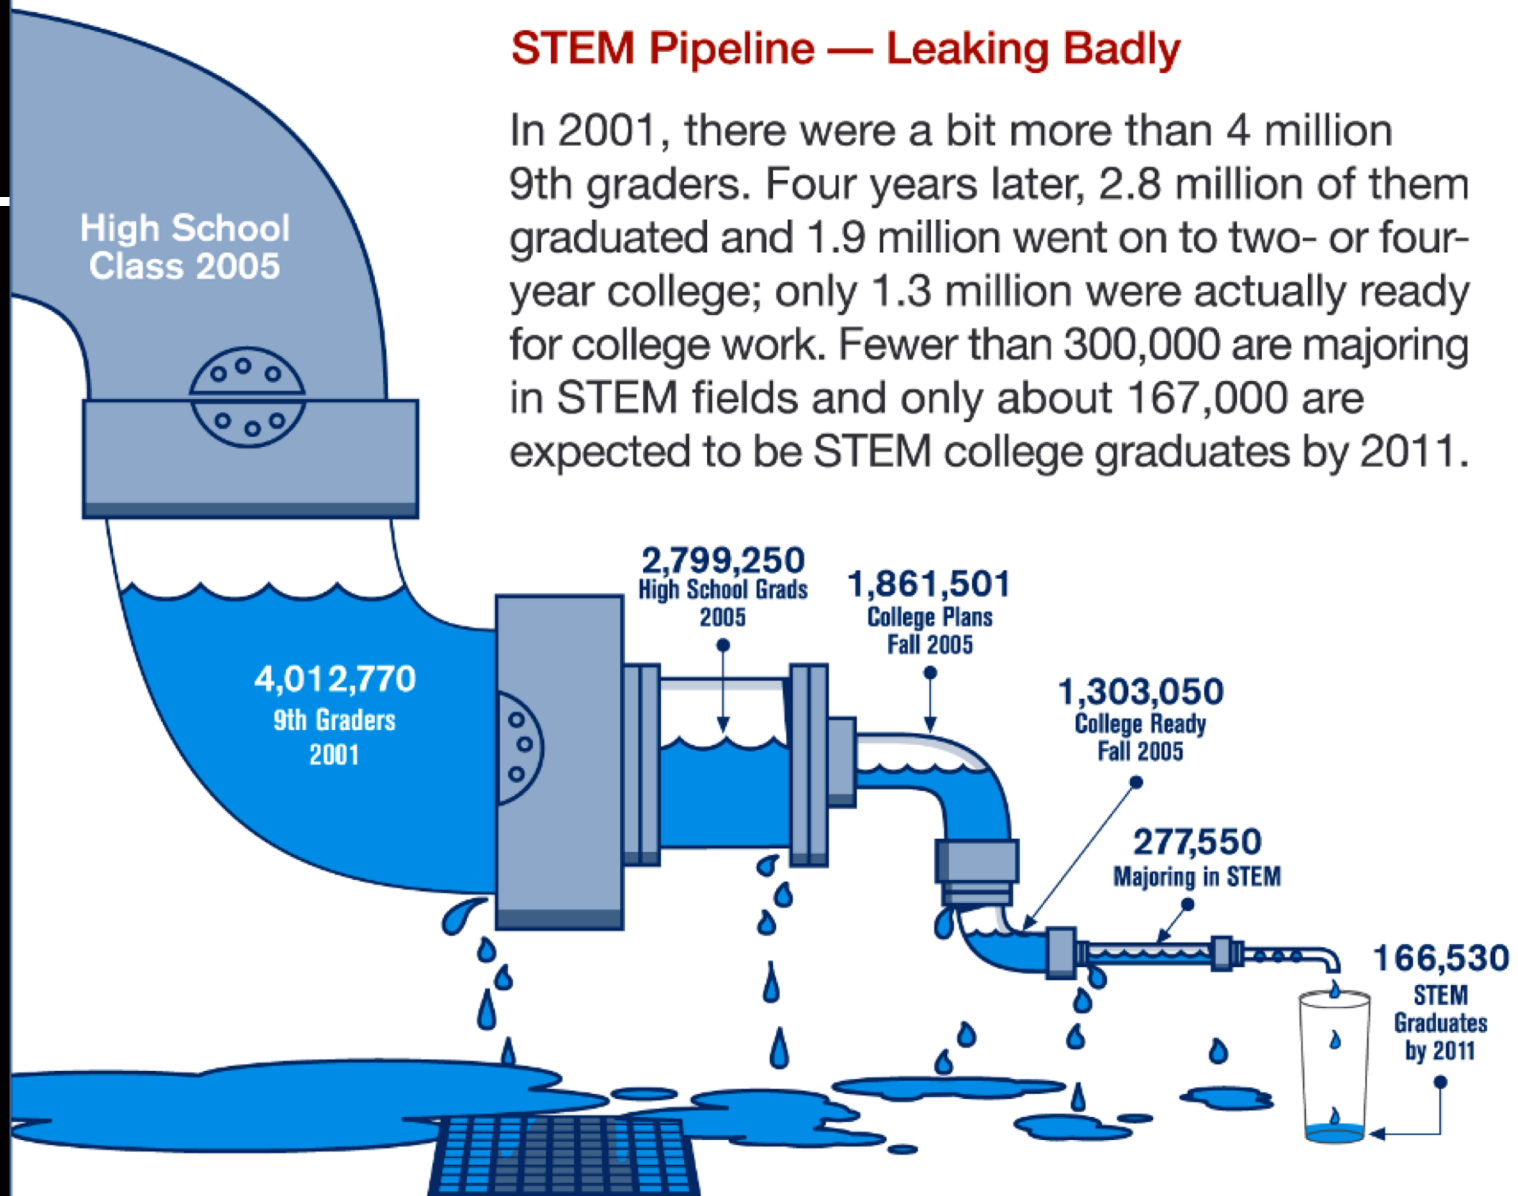 STEM Pipeline — Leaking Badly
In 2001, there were a bit more than 4 million
9th graders. Four years later, 2.8 million of them
graduated and 1.9 million went on to two- or four-
year college; only 1.3 million were actually ready
for college work. Fewer than 300,000 are majoring
in STEM fields and only about 167,000 are
expected to be STEM college graduates by 2011.
High School
Class 2005
4,012,770
9th Graders
2001
2,799,250
High School Grads
2005
1,861,501
College Plans
Fall 2005
1,303,050
College Ready
Fall 2005
277,550
Majoring in STEM
166,530
STEM
Graduates
by 2011